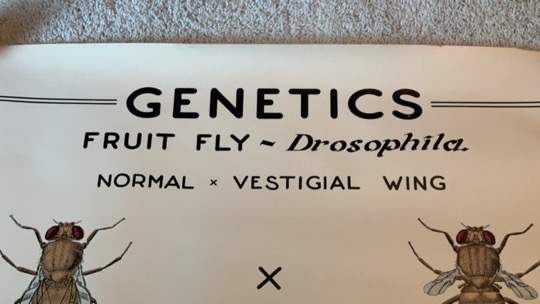 GENETICS
FRUIT FLY ~ Drosophila.
NORMAL × VESTIGIAL WING
×